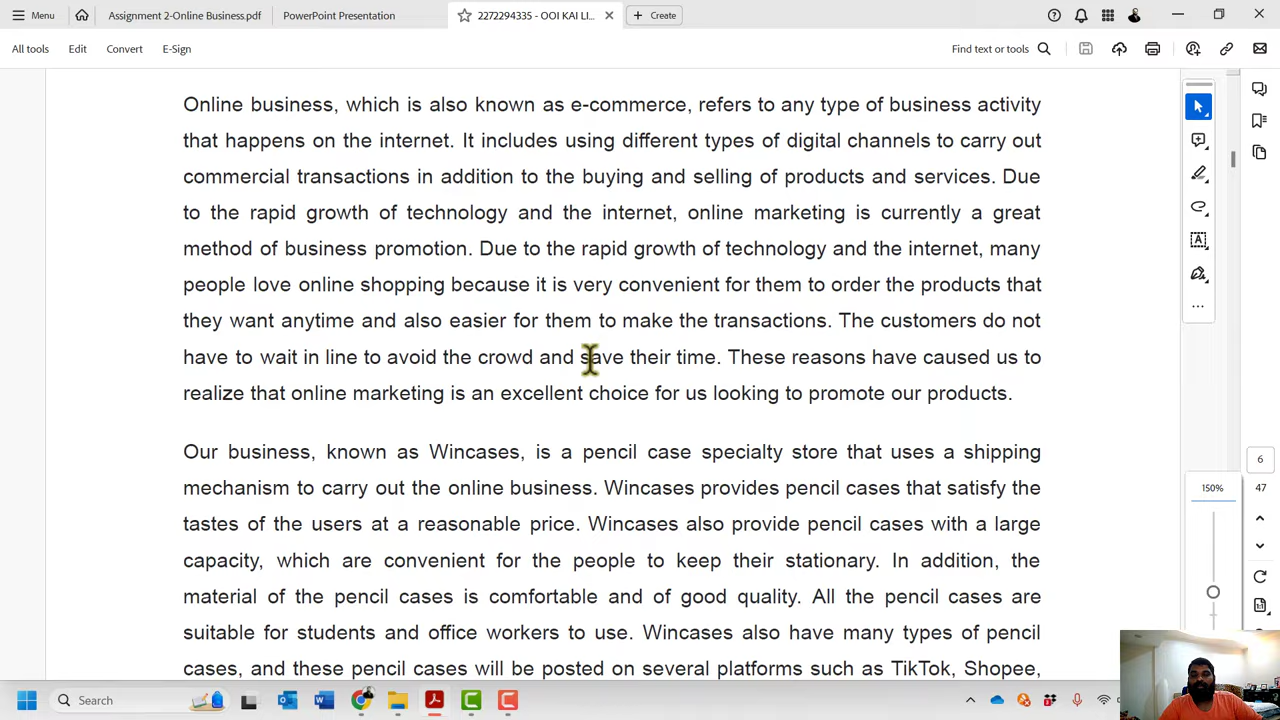 Menu
Assignment 2-Online Business.pdf
PowerPoint Presentation
2272294335 - OOI KAI LI...
Create
All tools
Edit
Convert
E-Sign
Find text or tools
Online business, which is also known as e-commerce, refers to any type of business activity
that happens on the internet. It includes using different types of digital channels to carry out
commercial transactions in addition to the buying and selling of products and services. Due
to the rapid growth of technology and the internet, online marketing is currently a great
method of business promotion. Due to the rapid growth of technology and the internet, many
people love online shopping because it is very convenient for them to order the products that
they want anytime and also easier for them to make the transactions. The customers do not
have to wait in line to avoid the crowd and save their time. These reasons have caused us to
realize that online marketing is an excellent choice for us looking to promote our products.
Our business, known as Wincases, is a pencil case specialty store that uses a shipping
mechanism to carry out the online business. Wincases provides pencil cases that satisfy the
tastes of the users at a reasonable price. Wincases also provide pencil cases with a large
capacity, which are convenient for the people to keep their stationary. In addition, the
material of the pencil cases is comfortable and of good quality. All the pencil cases are
suitable for students and office workers to use. Wincases also have many types of pencil
cases, and these pencil cases will be posted on several platforms such as TikTok, Shopee,
6
47
150%
Search